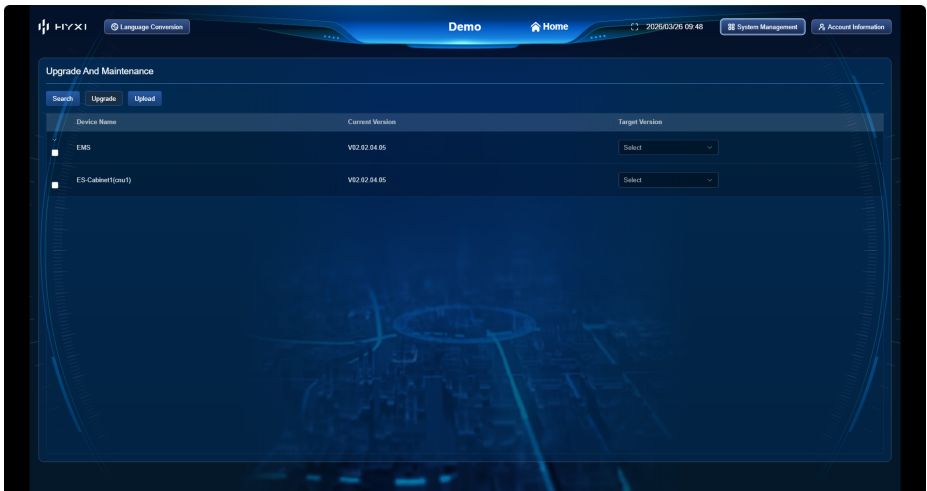 HYXI Language Conversion Demo Home 2026/03/26 09:48 System Management Account Information
Upgrade And Maintenance
Search Upgrade Upload
Device Name Current Version Target Version
EMS V02.02.04.05 Select
ES-Cabinet1(cnu1) V02.02.04.05 Select